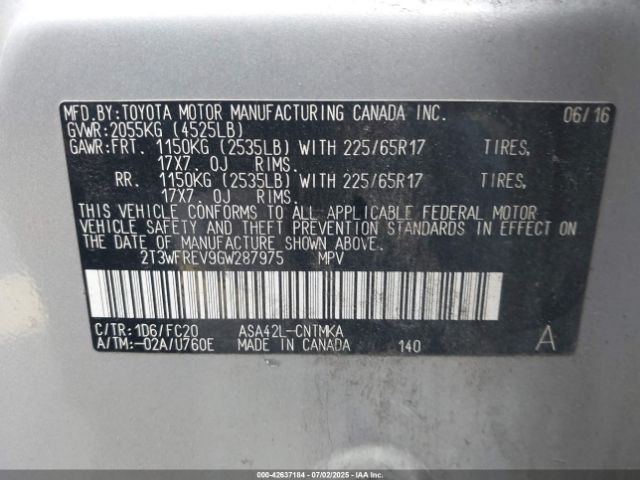 MFD.BY:TOYOTA MOTOR MANUFACTURING CANADA INC. 06/16
GVWR:2055KG (4525LB)
GAWR:FRT. 1150KG (2535LB) WITH 225/65R17 TIRES,
17X7. 0J RIMS.
RR. 1150KG (2535LB) WITH 225/65R17 TIRES,
17X7. 0J RIMS.
THIS VEHICLE CONFORMS TO ALL APPLICABLE FEDERAL MOTOR
VEHICLE SAFETY AND THEFT PREVENTION STANDARDS IN EFFECT ON
THE DATE OF MANUFACTURE SHOWN ABOVE.
2T3WFREV9GW287975 MPV
C/TR:1D6/FC20 ASA42L-CNTMKA
A/TM:-02A/U760E MADE IN CANADA 140 A
000-42637184 07/02/2025 IAA